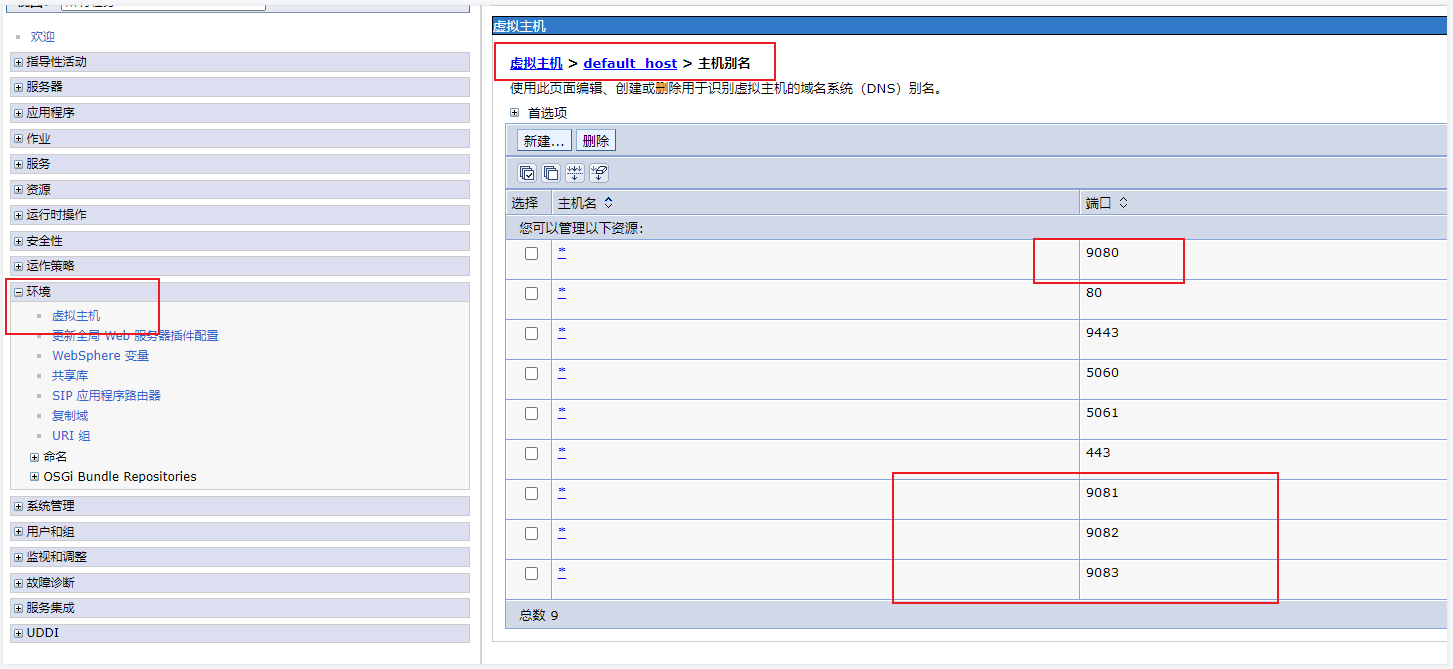 欢迎
指导性活动
服务器
应用程序
作业
服务
资源
运行时操作
安全性
运作策略
环境
虚拟主机
更新全局 Web 服务器插件配置
WebSphere 变量
共享库
SIP 应用程序路由器
复制域
URI 组
命名
OSGi Bundle Repositories
系统管理
用户和组
监视和调整
故障诊断
服务集成
UDDI
虚拟主机
虚拟主机 > default_host > 主机别名
使用此页面编辑、创建或删除用于识别虚拟主机的域名系统（DNS）别名。
首选项
新建... 删除
选择 主机名 端口
您可以管理以下资源:
* 9080
* 80
* 9443
* 5060
* 5061
* 443
* 9081
* 9082
* 9083
总数 9